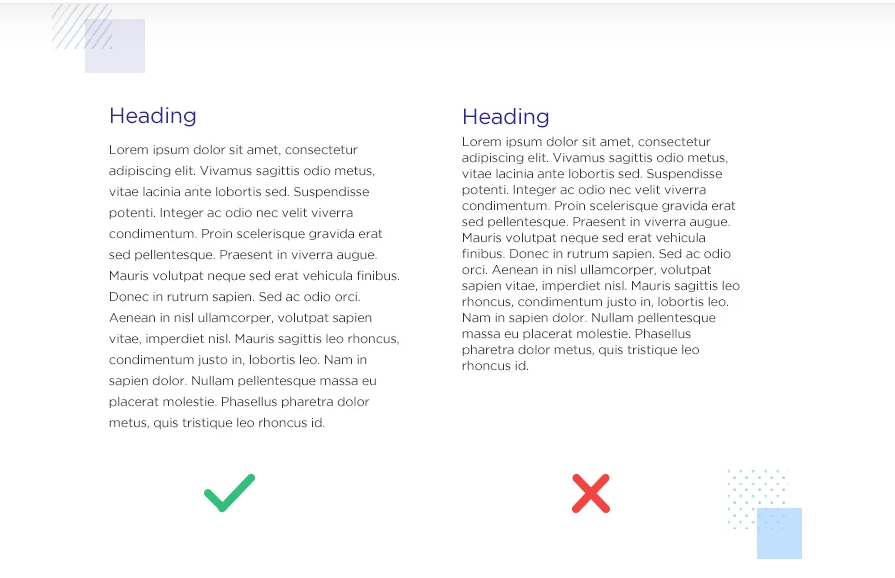 Heading
Lorem ipsum dolor sit amet, consectetur
adipiscing elit. Vivamus sagittis odio metus,
vitae lacinia ante lobortis sed. Suspendisse
potenti. Integer ac odio nec velit viverra
condimentum. Proin scelerisque gravida erat
sed pellentesque. Praesent in viverra augue.
Mauris volutpat neque sed erat vehicula finibus.
Donec in rutrum sapien. Sed ac odio orci.
Aenean in nisl ullamcorper, volutpat sapien
vitae, imperdiet nisl. Mauris sagittis leo rhoncus,
condimentum justo in, lobortis leo. Nam in
sapien dolor. Nullam pellentesque massa eu
placerat molestie. Phasellus pharetra dolor
metus, quis tristique leo rhoncus id.
Heading
Lorem ipsum dolor sit amet, consectetur
adipiscing elit. Vivamus sagittis odio metus,
vitae lacinia ante lobortis sed. Suspendisse
potenti. Integer ac odio nec velit viverra
condimentum. Proin scelerisque gravida erat
sed pellentesque. Praesent in viverra augue.
Mauris volutpat neque sed erat vehicula
finibus. Donec in rutrum sapien. Sed ac odio
orci. Aenean in nisl ullamcorper, volutpat
sapien vitae, imperdiet nisl. Mauris sagittis leo
rhoncus, condimentum justo in, lobortis leo.
Nam in sapien dolor. Nullam pellentesque
massa eu placerat molestie. Phasellus
pharetra dolor metus, quis tristique leo
rhoncus id.